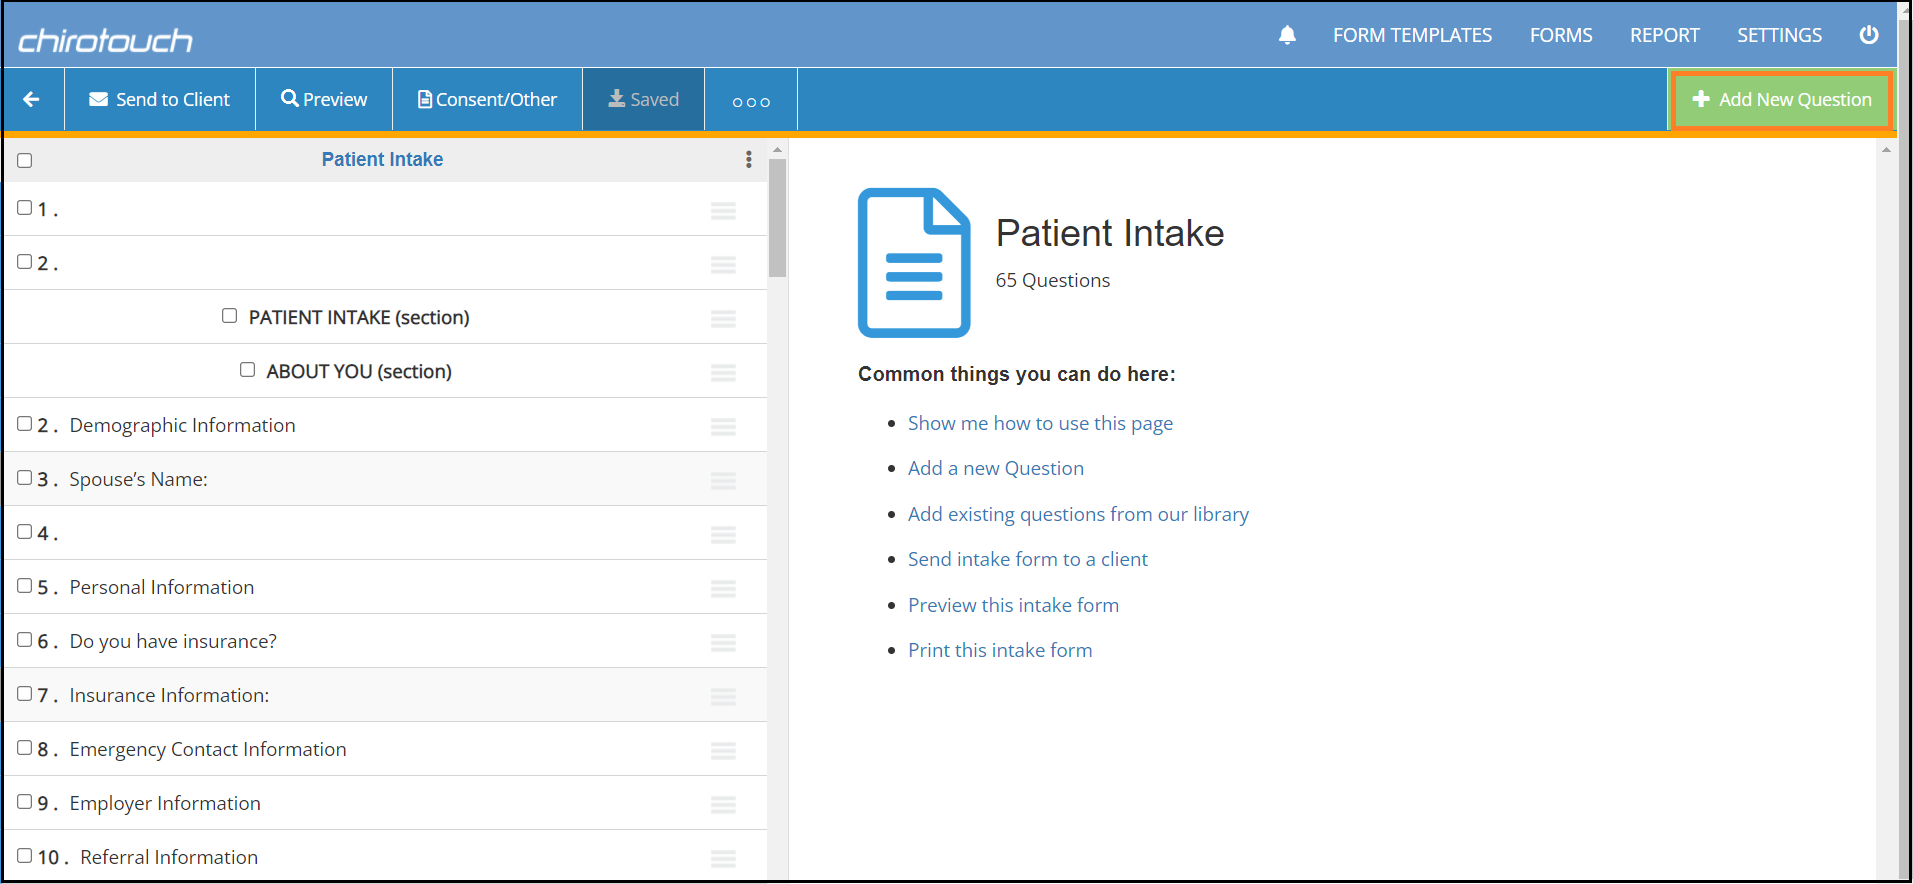 chirotouch
FORM TEMPLATES FORMS REPORT SETTINGS
Send to Client Preview Consent/Other Saved Add New Question
Patient Intake
1 .
2 .
PATIENT INTAKE (section)
ABOUT YOU (section)
2 . Demographic Information
3 . Spouse’s Name:
4 .
5 . Personal Information
6 . Do you have insurance?
7 . Insurance Information:
8 . Emergency Contact Information
9 . Employer Information
10 . Referral Information
Patient Intake
65 Questions
Common things you can do here:
Show me how to use this page
Add a new Question
Add existing questions from our library
Send intake form to a client
Preview this intake form
Print this intake form